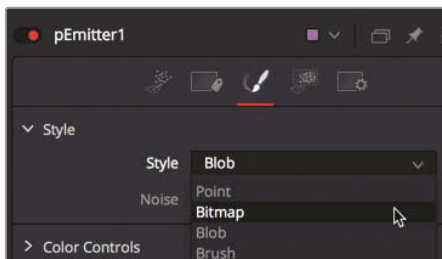 pEmitter1
Style
Style Blob
Noise Point
Bitmap
Blob
Color Controls Brush